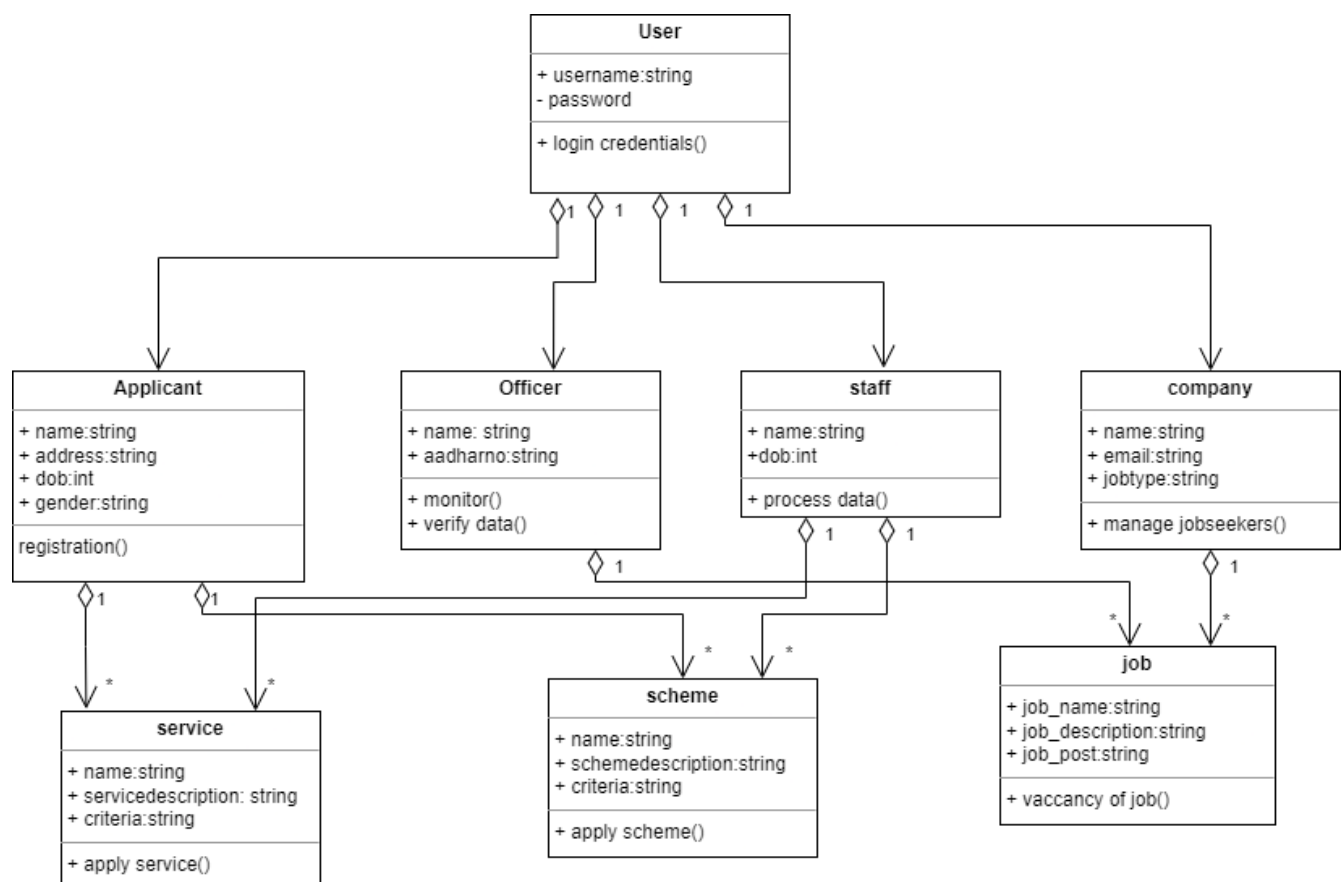 User
+ username:string
- password
+ login credentials()
1
1
1
1
Applicant
+ name:string
+ address:string
+ dob:int
+ gender:string
registration()
Officer
+ name: string
+ aadharno:string
+ monitor()
+ verify data()
staff
+ name:string
+dob:int
+ process data()
company
+ name:string
+ email:string
+ jobtype:string
+ manage jobseekers()
1
1
1
1
1
1
*
*
*
*
*
*
service
+ name:string
+ servicedescription: string
+ criteria:string
+ apply service()
scheme
+ name:string
+ schemedescription:string
+ criteria:string
+ apply scheme()
job
+ job_name:string
+ job_description:string
+ job_post:string
+ vaccancy of job()